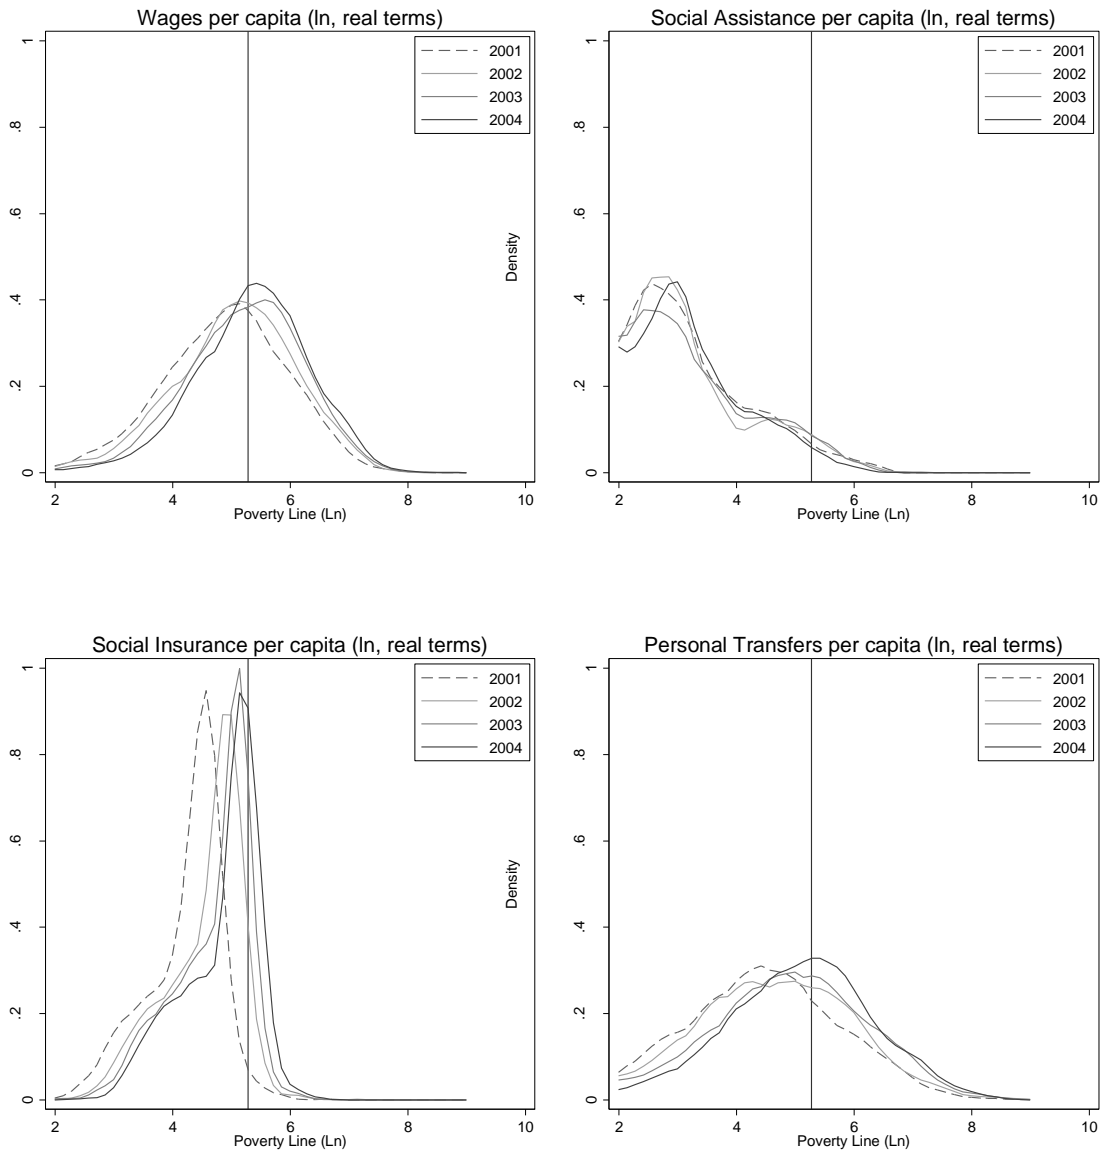 Wages per capita (ln, real terms)
1
.8
.6
.4
.2
0
2001
2002
2003
2004
2 4 6 8 10
Poverty Line (Ln)
Social Assistance per capita (ln, real terms)
Density
1
.8
.6
.4
.2
0
2001
2002
2003
2004
2 4 6 8 10
Poverty Line (Ln)
Social Insurance per capita (ln, real terms)
1
.8
.6
.4
.2
0
2001
2002
2003
2004
2 4 6 8 10
Poverty Line (Ln)
Personal Transfers per capita (ln, real terms)
Density
1
.8
.6
.4
.2
0
2001
2002
2003
2004
2 4 6 8 10
Poverty Line (Ln)